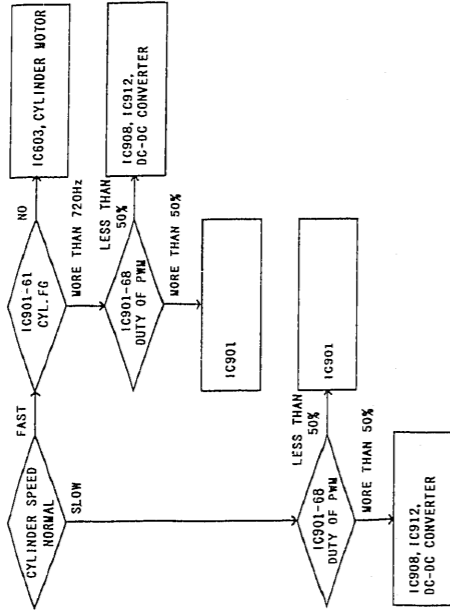 CYLINDER SPEED
NORMAL
FAST
SLOW
IC901-61
CYL.FG
NO
MORE THAN 720Hz
IC603, CYLINDER MOTOR
IC901-68
DUTY OF PWM
LESS THAN
50%
MORE THAN 50%
IC908, IC912,
DC-DC CONVERTER
IC901
IC901-68
DUTY OF PWM
LESS THAN
50%
MORE THAN 50%
IC901
IC908, IC912,
DC-DC CONVERTER